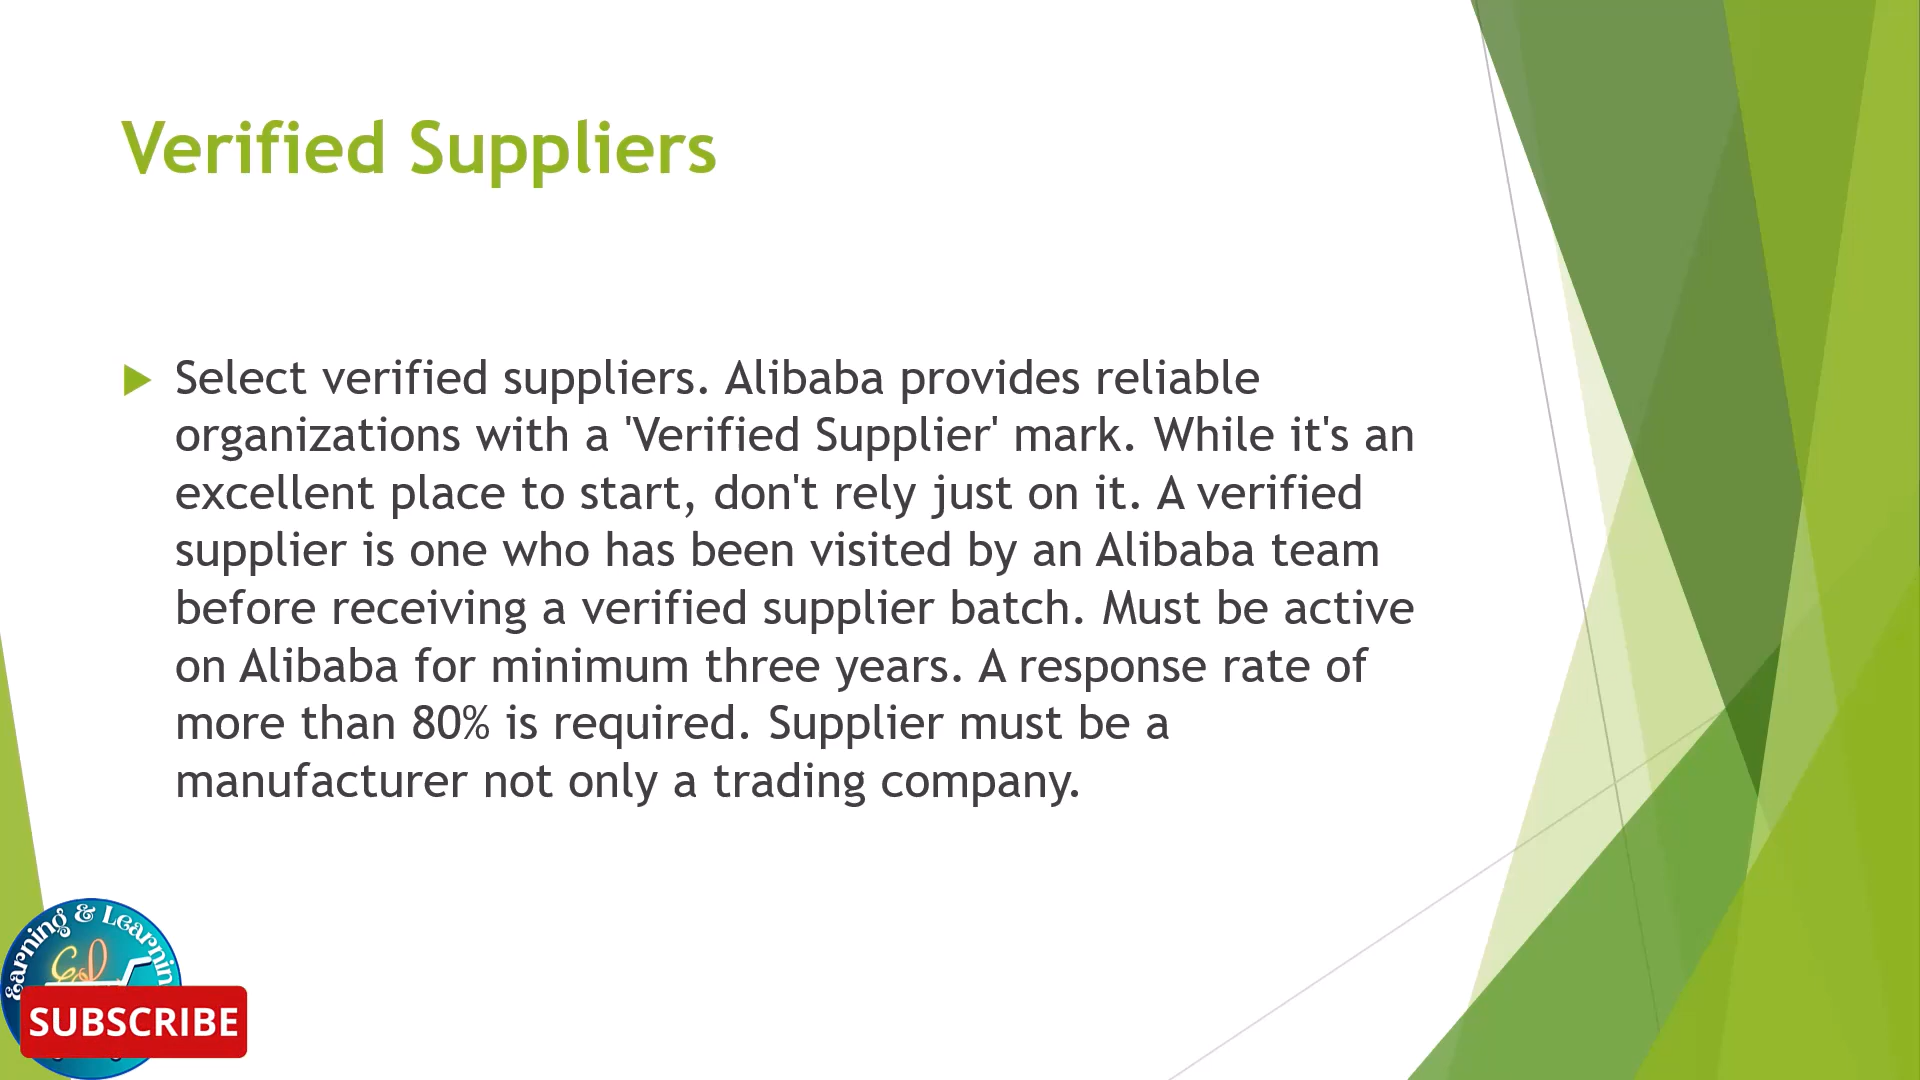 Verified Suppliers
Select verified suppliers. Alibaba provides reliable
organizations with a 'Verified Supplier' mark. While it's an
excellent place to start, don't rely just on it. A verified
supplier is one who has been visited by an Alibaba team
before receiving a verified supplier batch. Must be active
on Alibaba for minimum three years. A response rate of
more than 80% is required. Supplier must be a
manufacturer not only a trading company.
Earning & Learning
Eol
SUBSCRIBE